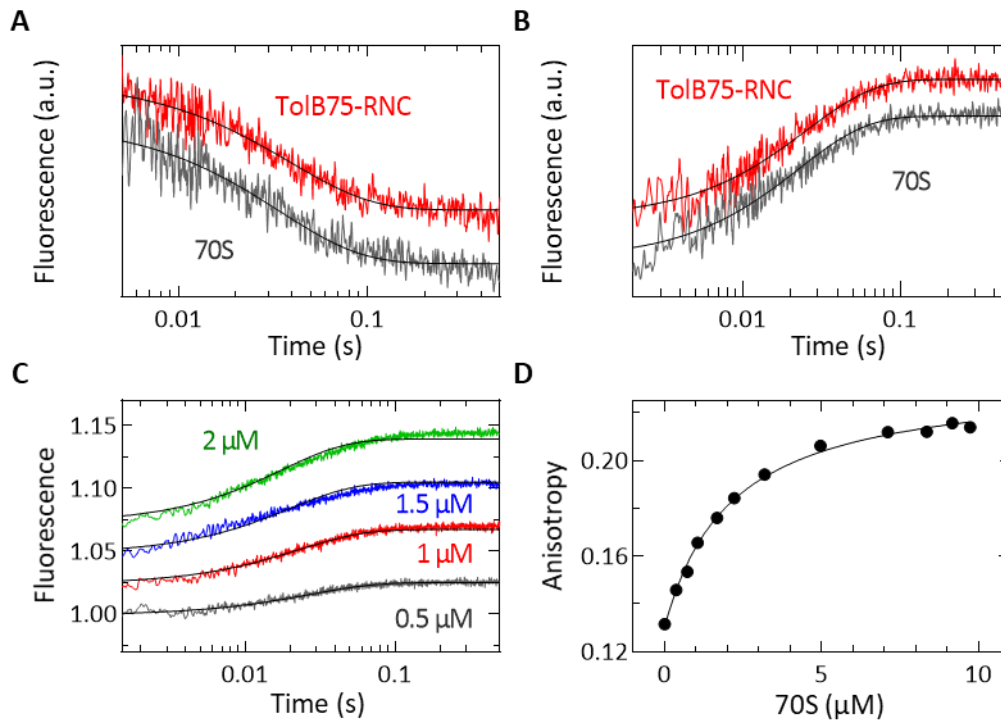 A
Fluorescence (a.u.)
TolB75-RNC
70S
0.01
0.1
Time (s)
B
Fluorescence (a.u.)
TolB75-RNC
70S
0.01
0.1
Time (s)
C
Fluorescence
1.15
1.10
1.05
1.00
2 µM
1.5 µM
1 µM
0.5 µM
0.01
0.1
Time (s)
D
Anisotropy
0.20
0.16
0.12
0
5
10
70S (µM)